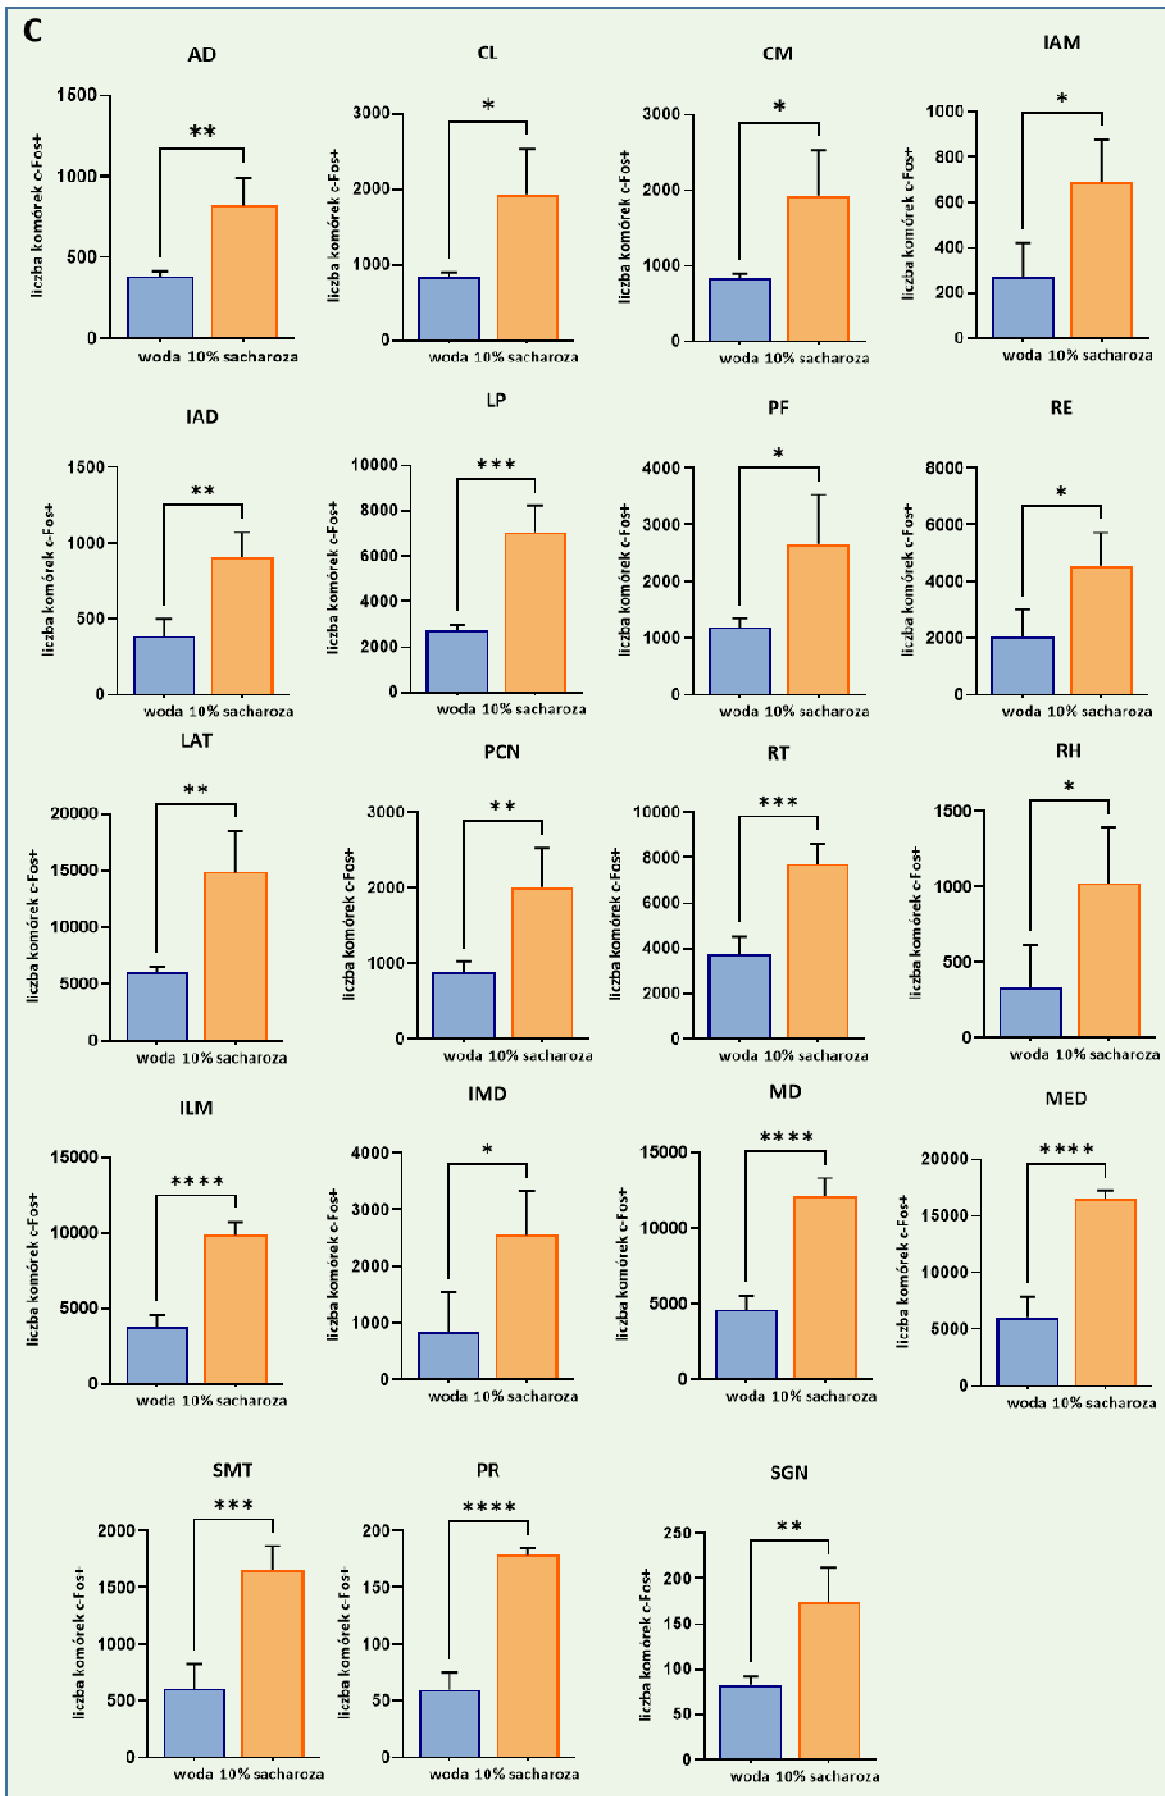 C
AD
**
1500
1000
500
0
liczba komórek c-Fos+
woda 10% sacharoza
CL
*
3000
2000
1000
0
liczba komórek c-Fos+
woda 10% sacharoza
CM
*
3000
2000
1000
0
liczba komórek c-Fos+
woda 10% sacharoza
IAM
*
1000
800
600
400
200
0
liczba komórek c-Fos+
woda 10% sacharoza
IAD
**
1500
1000
500
0
liczba komórek c-Fos+
woda 10% sacharoza
LP
***
10000
8000
6000
4000
2000
0
liczba komórek c-Fos+
woda 10% sacharoza
PF
*
4000
3000
2000
1000
0
liczba komórek c-Fos+
woda 10% sacharoza
RE
*
8000
6000
4000
2000
0
liczba komórek c-Fos+
woda 10% sacharoza
LAT
**
20000
15000
10000
5000
0
liczba komórek c-Fos+
woda 10% sacharoza
PCN
**
3000
2000
1000
0
liczba komórek c-Fos+
woda 10% sacharoza
RT
***
10000
8000
6000
4000
2000
0
liczba komórek c-Fos+
woda 10% sacharoza
RH
*
1500
1000
500
0
liczba komórek c-Fos+
woda 10% sacharoza
ILM
****
15000
10000
5000
0
liczba komórek c-Fos+
woda 10% sacharoza
IMD
*
4000
3000
2000
1000
0
liczba komórek c-Fos+
woda 10% sacharoza
MD
****
15000
10000
5000
0
liczba komórek c-Fos+
woda 10% sacharoza
MED
****
20000
15000
10000
5000
0
liczba komórek c-Fos+
woda 10% sacharoza
SMT
***
2000
1500
1000
500
0
liczba komórek c-Fos+
woda 10% sacharoza
PR
****
200
150
100
50
0
liczba komórek c-Fos+
woda 10% sacharoza
SGN
**
250
200
150
100
50
0
liczba komórek c-Fos+
woda 10% sacharoza